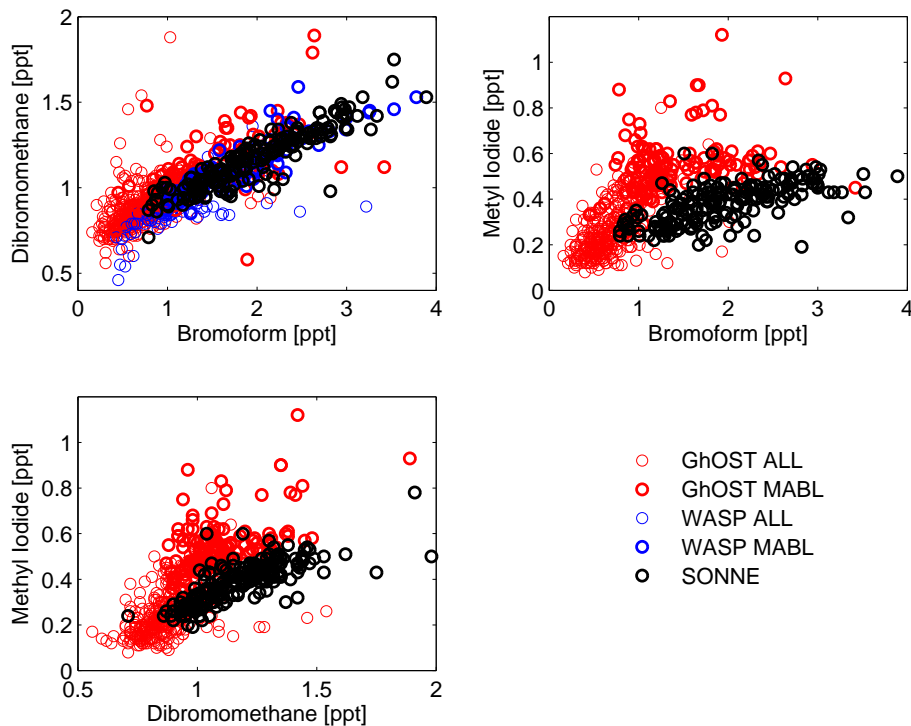 2
1.5
1
0.5
Dibromomethane [ppt]
0 1 2 3 4
Bromoform [ppt]
1
0.8
0.6
0.4
0.2
0
Metyl Iodide [ppt]
0 1 2 3 4
Bromoform [ppt]
1
0.8
0.6
0.4
0.2
0
Methyl Iodide [ppt]
0.5 1 1.5 2
Dibromomethane [ppt]
GhOST ALL
GhOST MABL
WASP ALL
WASP MABL
SONNE